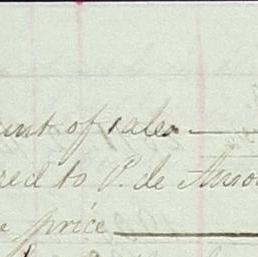 unt of sales
red to P. de
e price